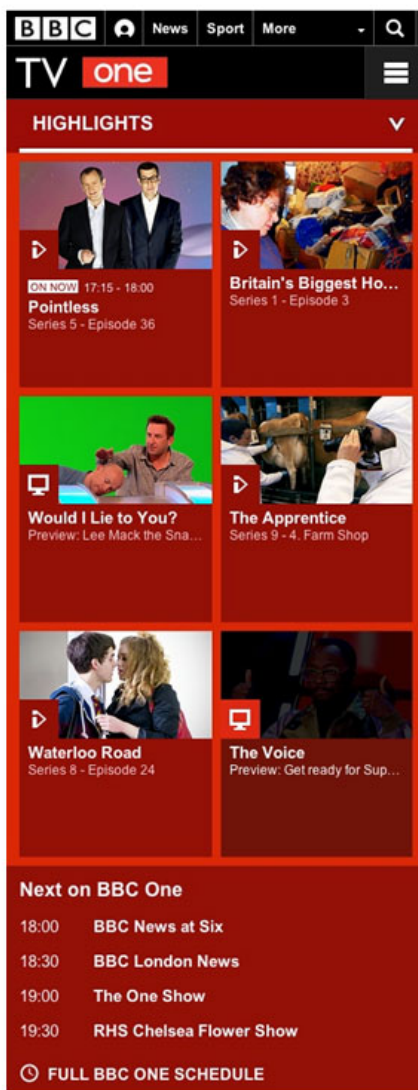 BBC News Sport More
TV one
HIGHLIGHTS
ON NOW 17:15 - 18:00
Pointless
Series 5 - Episode 36
Britain's Biggest Ho...
Series 1 - Episode 3
Would I Lie to You?
Preview: Lee Mack the Sna...
The Apprentice
Series 9 - 4. Farm Shop
Waterloo Road
Series 8 - Episode 24
The Voice
Preview: Get ready for Sup...
Next on BBC One
18:00 BBC News at Six
18:30 BBC London News
19:00 The One Show
19:30 RHS Chelsea Flower Show
FULL BBC ONE SCHEDULE